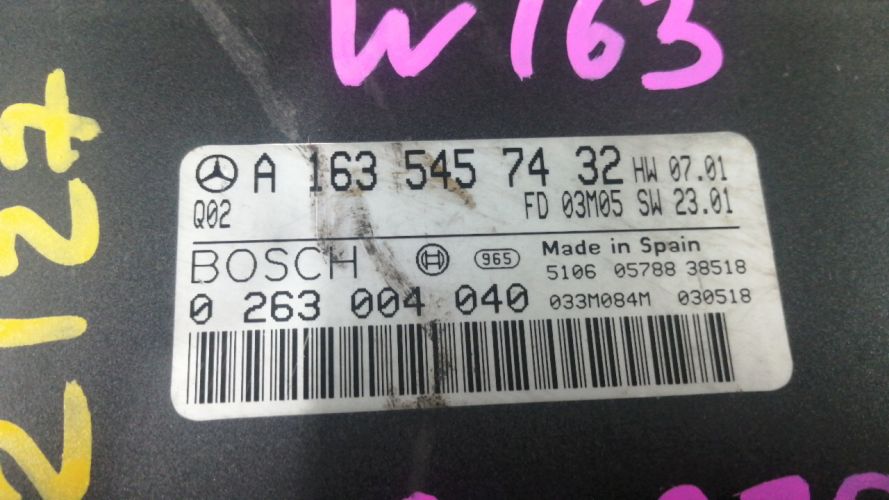 W163
A 163 545 74 32 HW 07.01
Q02 FD 03M05 SW 23.01
BOSCH 965 Made in Spain
5106 05788 38518
0 263 004 040 033M084M 030518